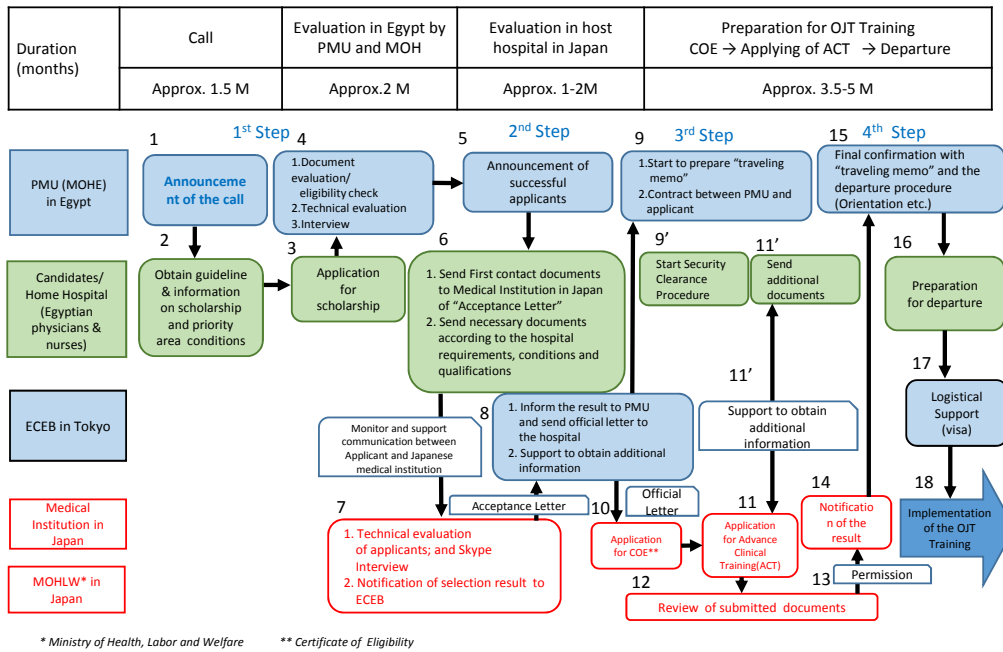 Duration
(months)
Call
Evaluation in Egypt by
PMU and MOH
Evaluation in host
hospital in Japan
Preparation for OJT Training
COE → Applying of ACT → Departure
Approx. 1.5 M
Approx.2 M
Approx. 1-2M
Approx. 3.5-5 M
1st Step
2nd Step
3rd Step
4th Step
PMU (MOHE)
in Egypt
1
Announceme
nt of the call
4
1.Document
evaluation/
eligibility check
2.Technical evaluation
3.Interview
5
Announcement of
successful
applicants
9
1.Start to prepare “traveling
memo”
2.Contract between PMU and
applicant
15
Final confirmation with
“traveling memo” and the
departure procedure
(Orientation etc.)
Candidates/
Home Hospital
(Egyptian
physicians &
nurses)
2
Obtain guideline
& information
on scholarship
and priority
area conditions
3
Application
for
scholarship
6
1. Send First contact documents
to Medical Institution in Japan
of “Acceptance Letter”
2. Send necessary documents
according to the hospital
requirements, conditions and
qualifications
9’
Start Security
Clearance
Procedure
11’
Send
additional
documents
16
Preparation
for departure
ECEB in Tokyo
Monitor and support
communication between
Applicant and Japanese
medical institution
8
1. Inform the result to PMU
and send official letter to
the hospital
2. Support to obtain additional
information
11’
Support to obtain
additional
information
17
Logistical
Support
(visa)
Medical
Institution in
Japan
MOHLW* in
Japan
7
Acceptance Letter
1. Technical evaluation
of applicants; and Skype
Interview
2. Notification of selection result to
ECEB
10
Official
Letter
Application
for COE**
11
Application
for Advance
Clinical
Training(ACT)
12
Review of submitted documents
13
Permission
14
Notificatio
n of the
result
18
Implementation
of the OJT
Training
* Ministry of Health, Labor and Welfare
** Certificate of Eligibility